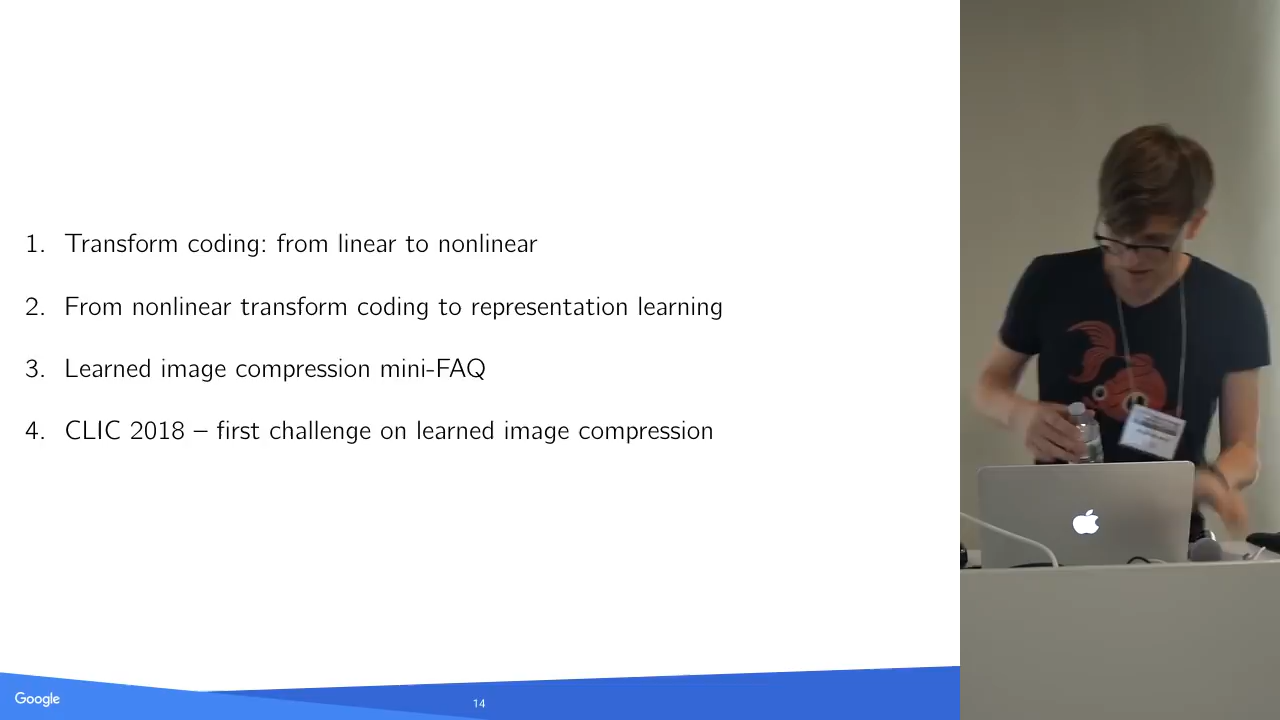 1. Transform coding: from linear to nonlinear
2. From nonlinear transform coding to representation learning
3. Learned image compression mini-FAQ
4. CLIC 2018 – first challenge on learned image compression
Google
14